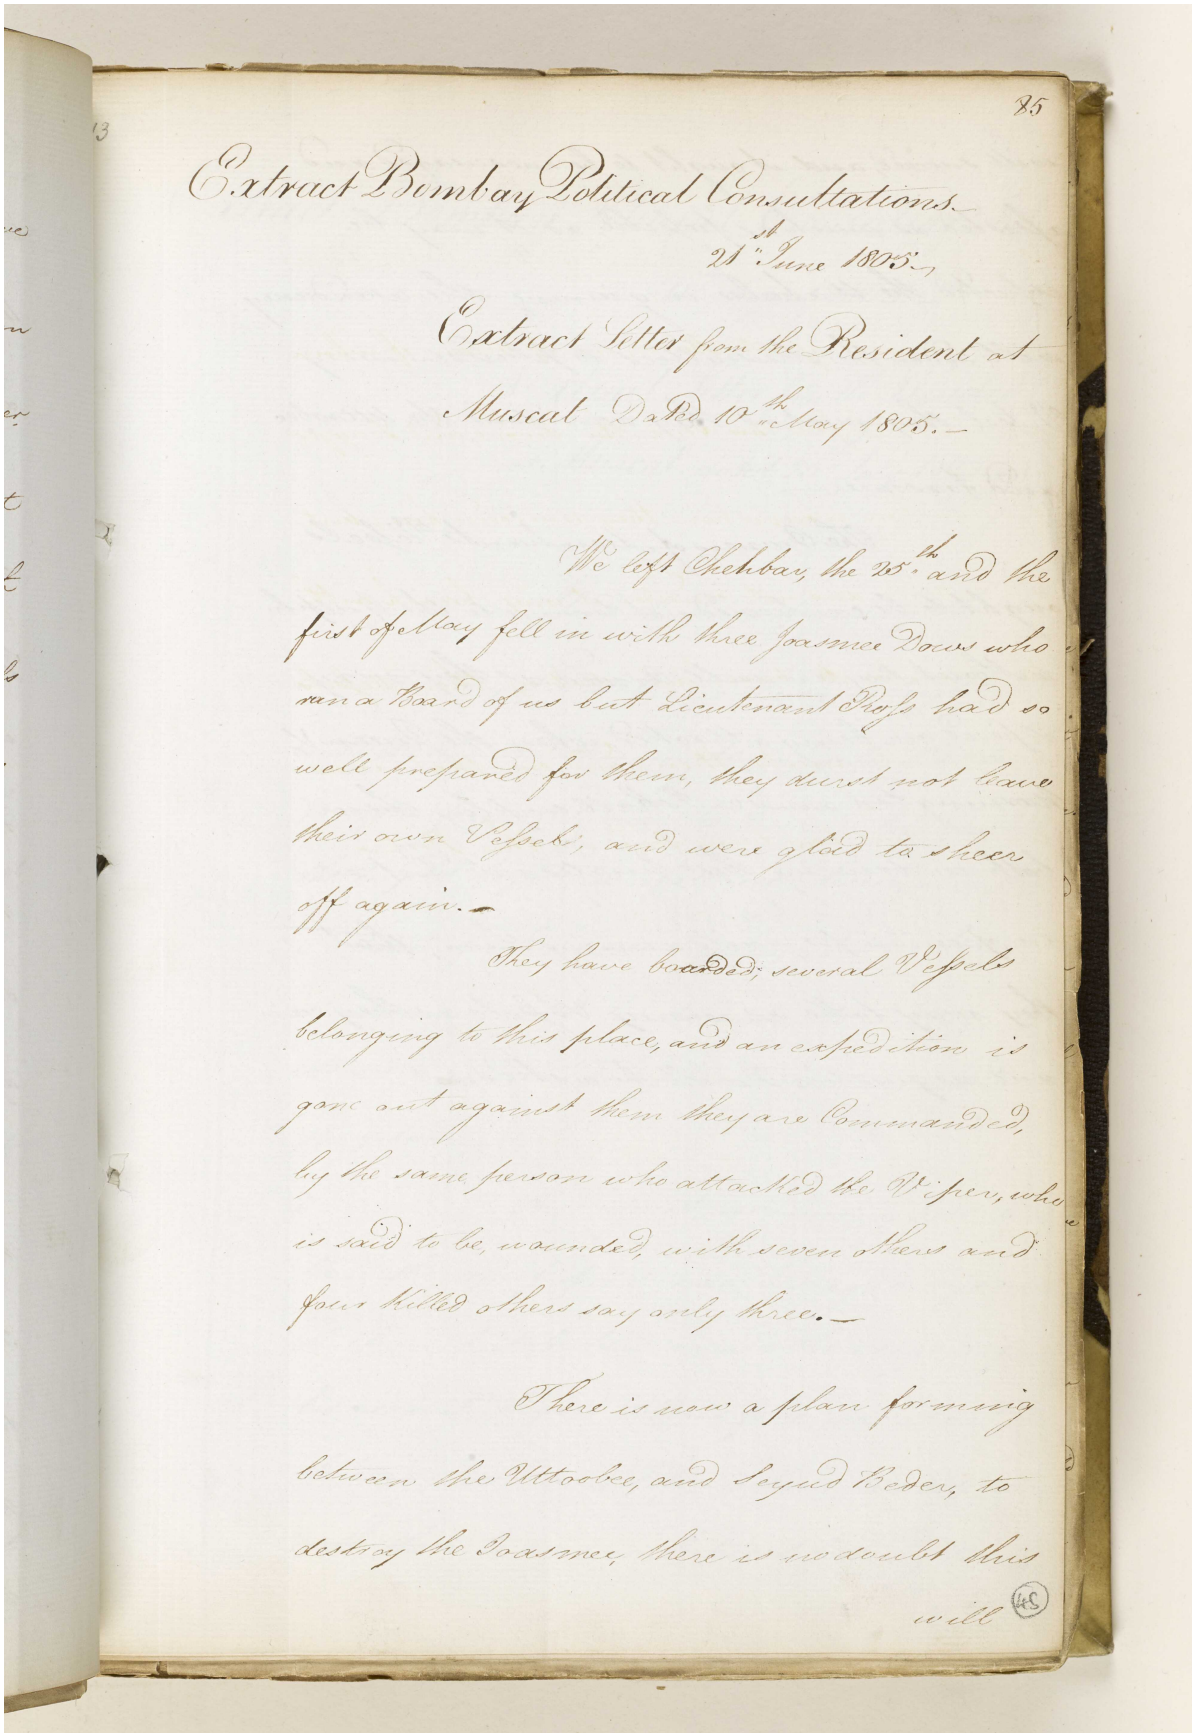 85
Extract Bombay Political Consultations.
21st June 1805.
Extract Letter from the Resident at
Muscat Dated 10th May 1805.
We left Chehbar, the 25th and the
first of May fell in with three Joasmee Dows who
ran a Board of us but Lieutenant Ross had so
well prepared for them, they durst not leave
their own Vessels, and were glad to sheer
off again.
They have boarded, several Vessels
belonging to this place, and an expedition is
gone out against them they are Commanded,
by the same person who attacked the Viper, who
is said to be, wounded, with seven others and
four Killed others say only three.
There is now a plan forming
between the Uttoobee, and Seyud Beder, to
destroy the Joasmee, there is no doubt this
will
45